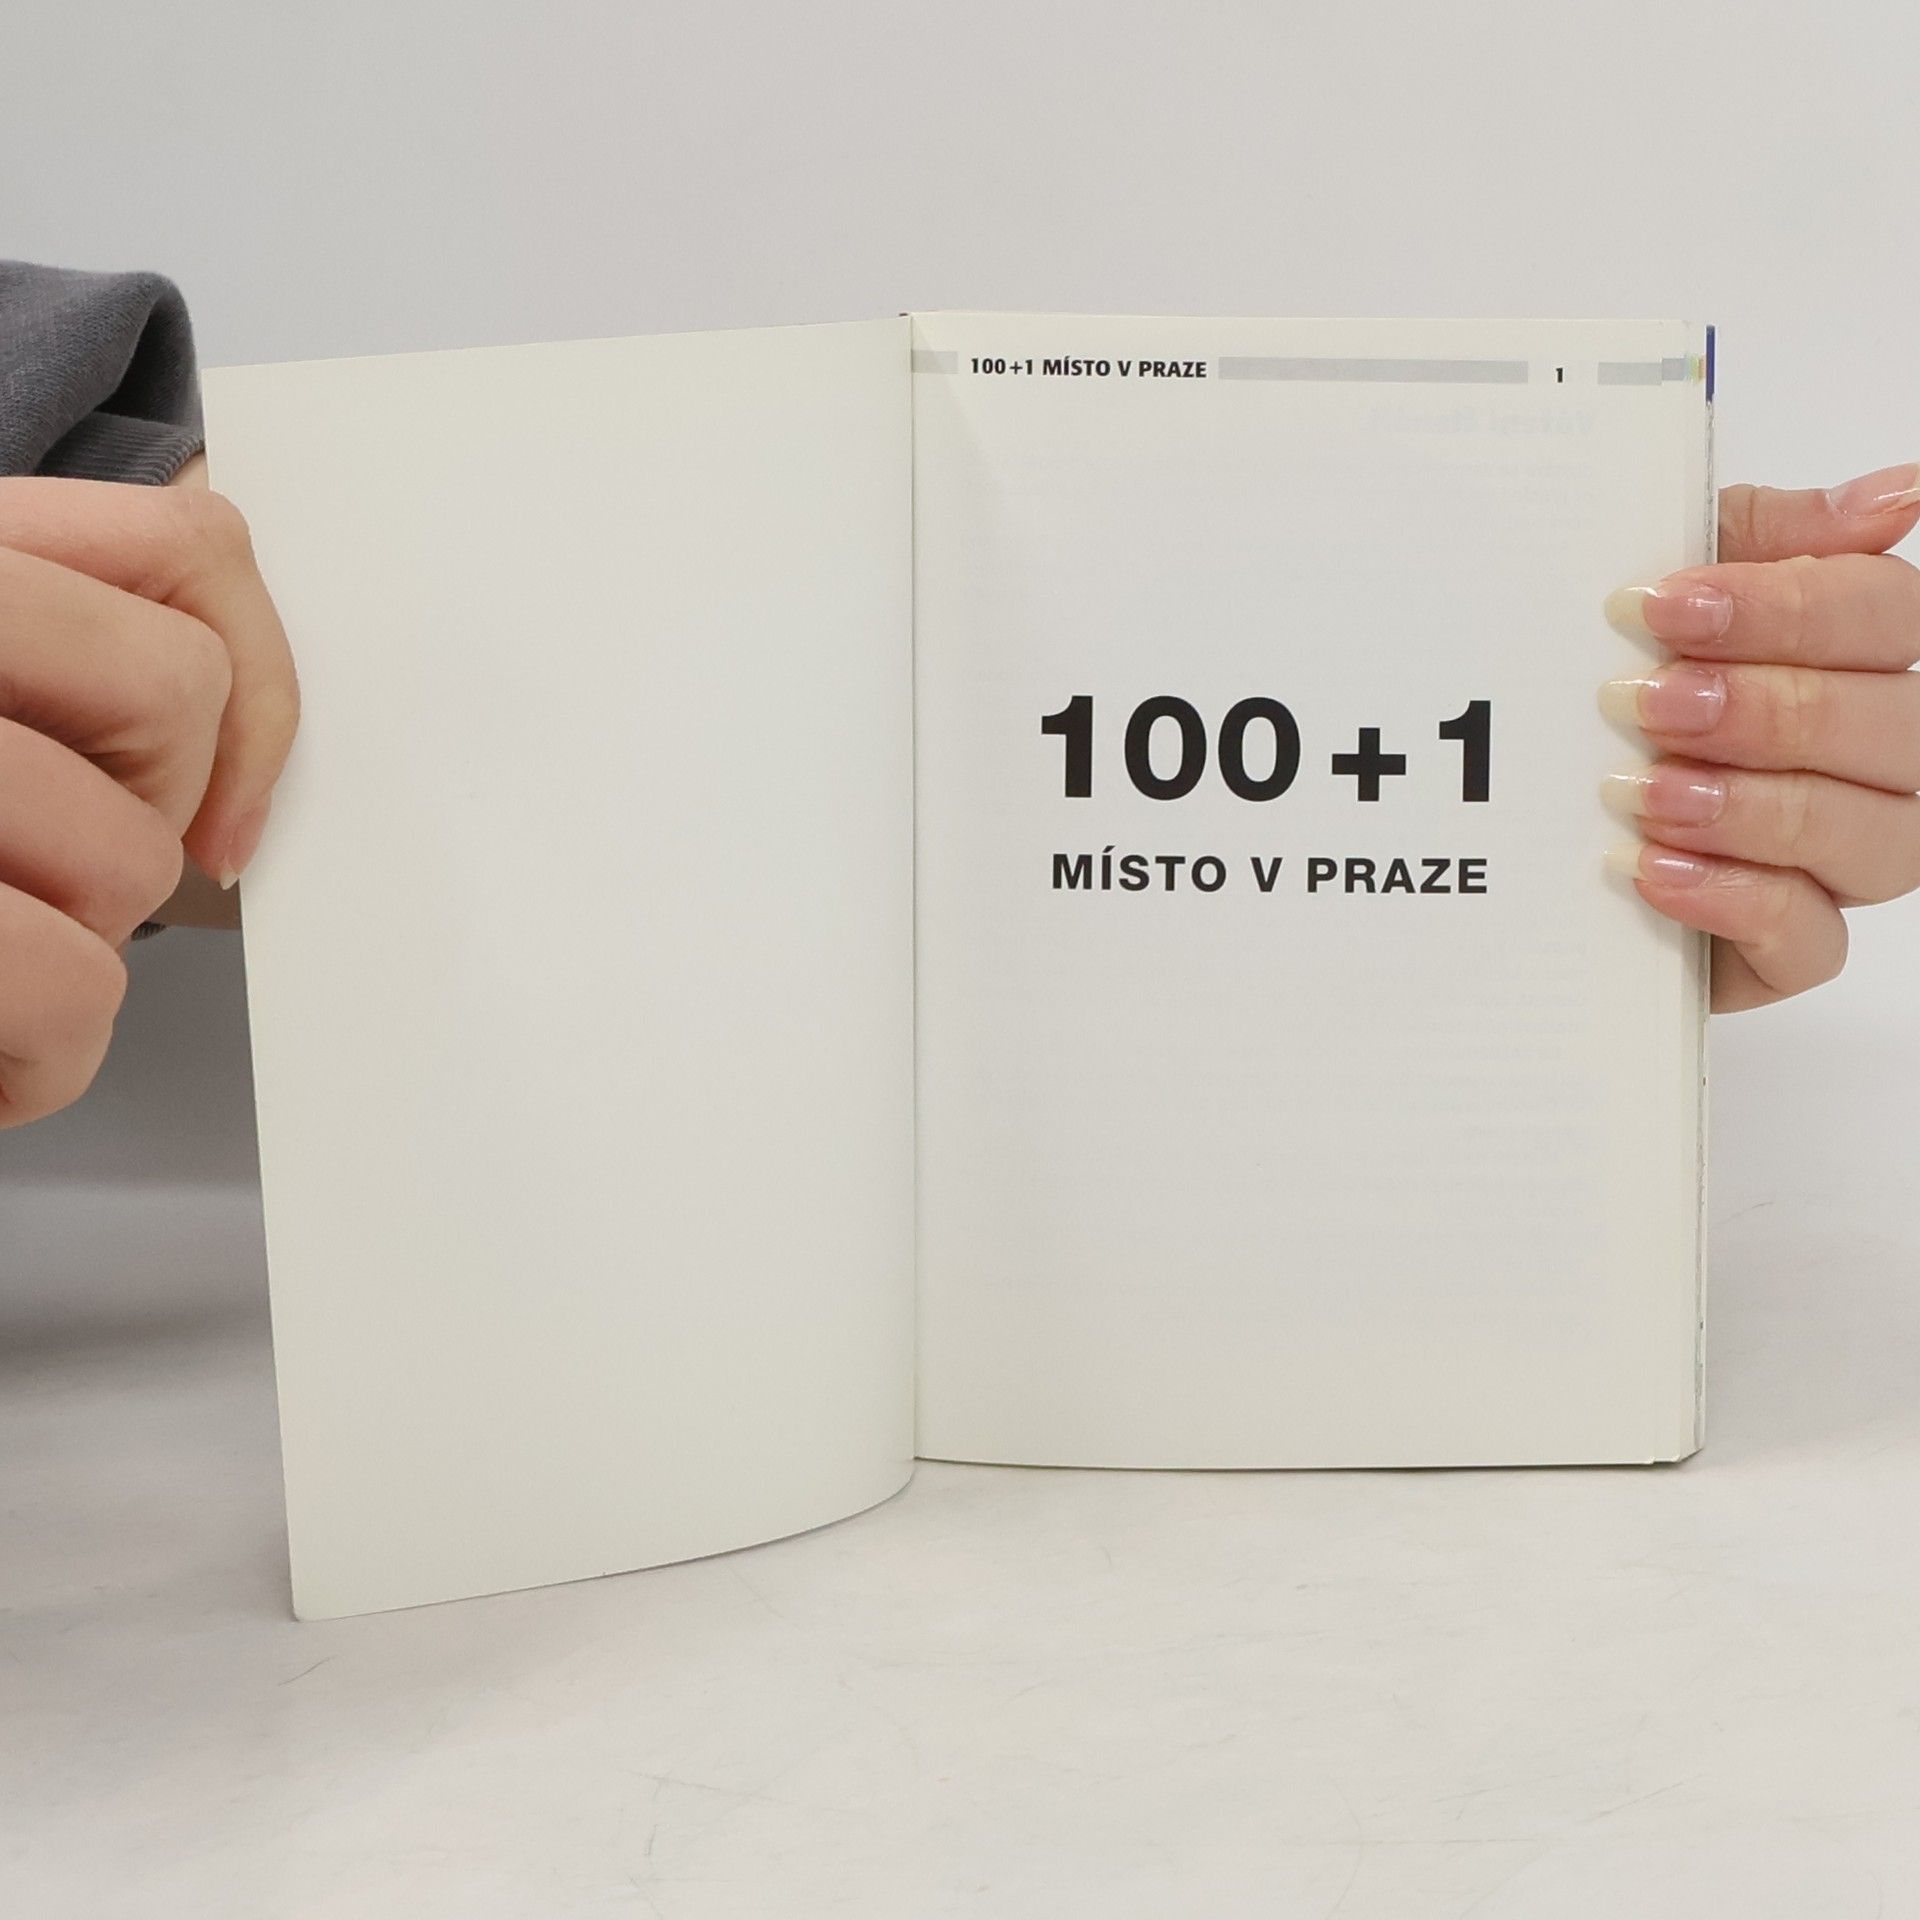 100+1 MÍSTO V PRAZE 1
100+1
MÍSTO V PRAZE